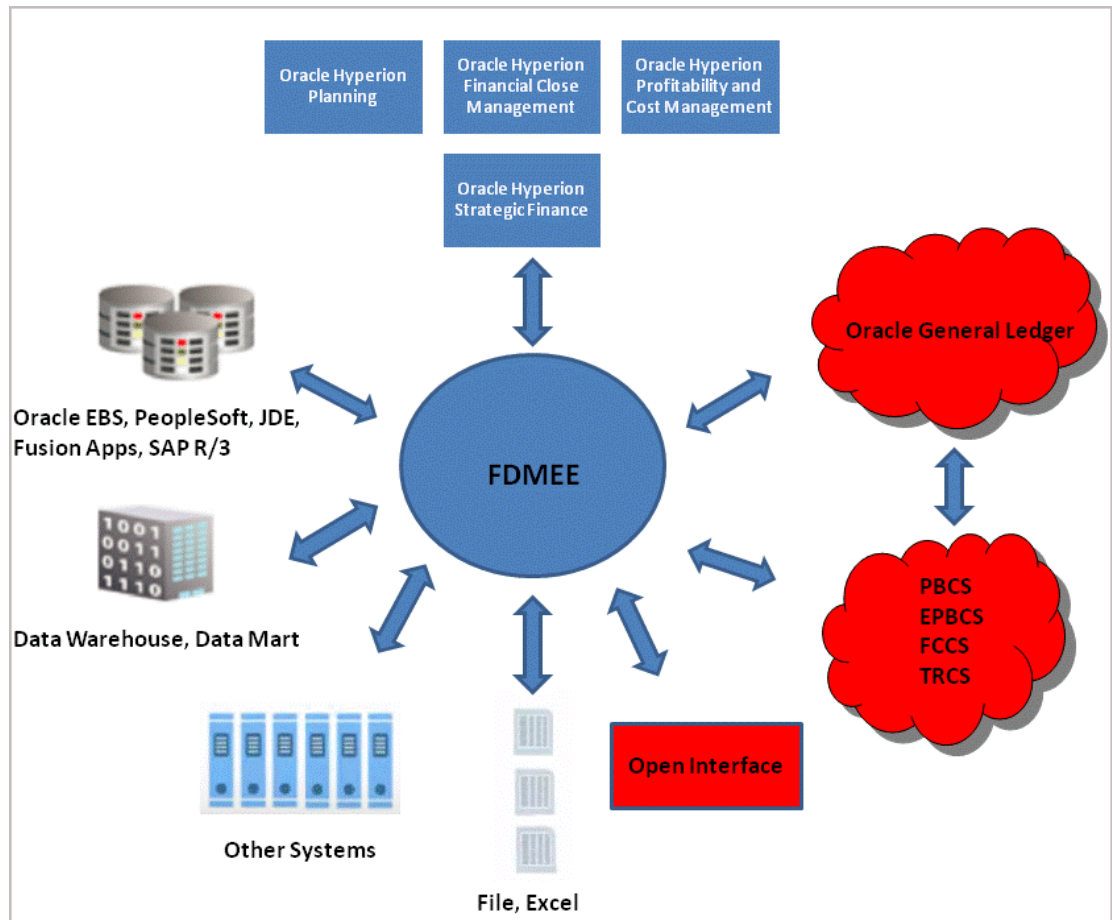 Oracle Hyperion
Planning
Oracle Hyperion
Financial Close
Management
Oracle Hyperion
Profitability and
Cost Management
Oracle Hyperion
Strategic Finance
Oracle General Ledger
Oracle EBS, PeopleSoft, JDE,
Fusion Apps, SAP R/3
FDMEE
1001
0011
0110
1110
Data Warehouse, Data Mart
PBCS
EPBCS
FCCS
TRCS
Open Interface
Other Systems
File, Excel